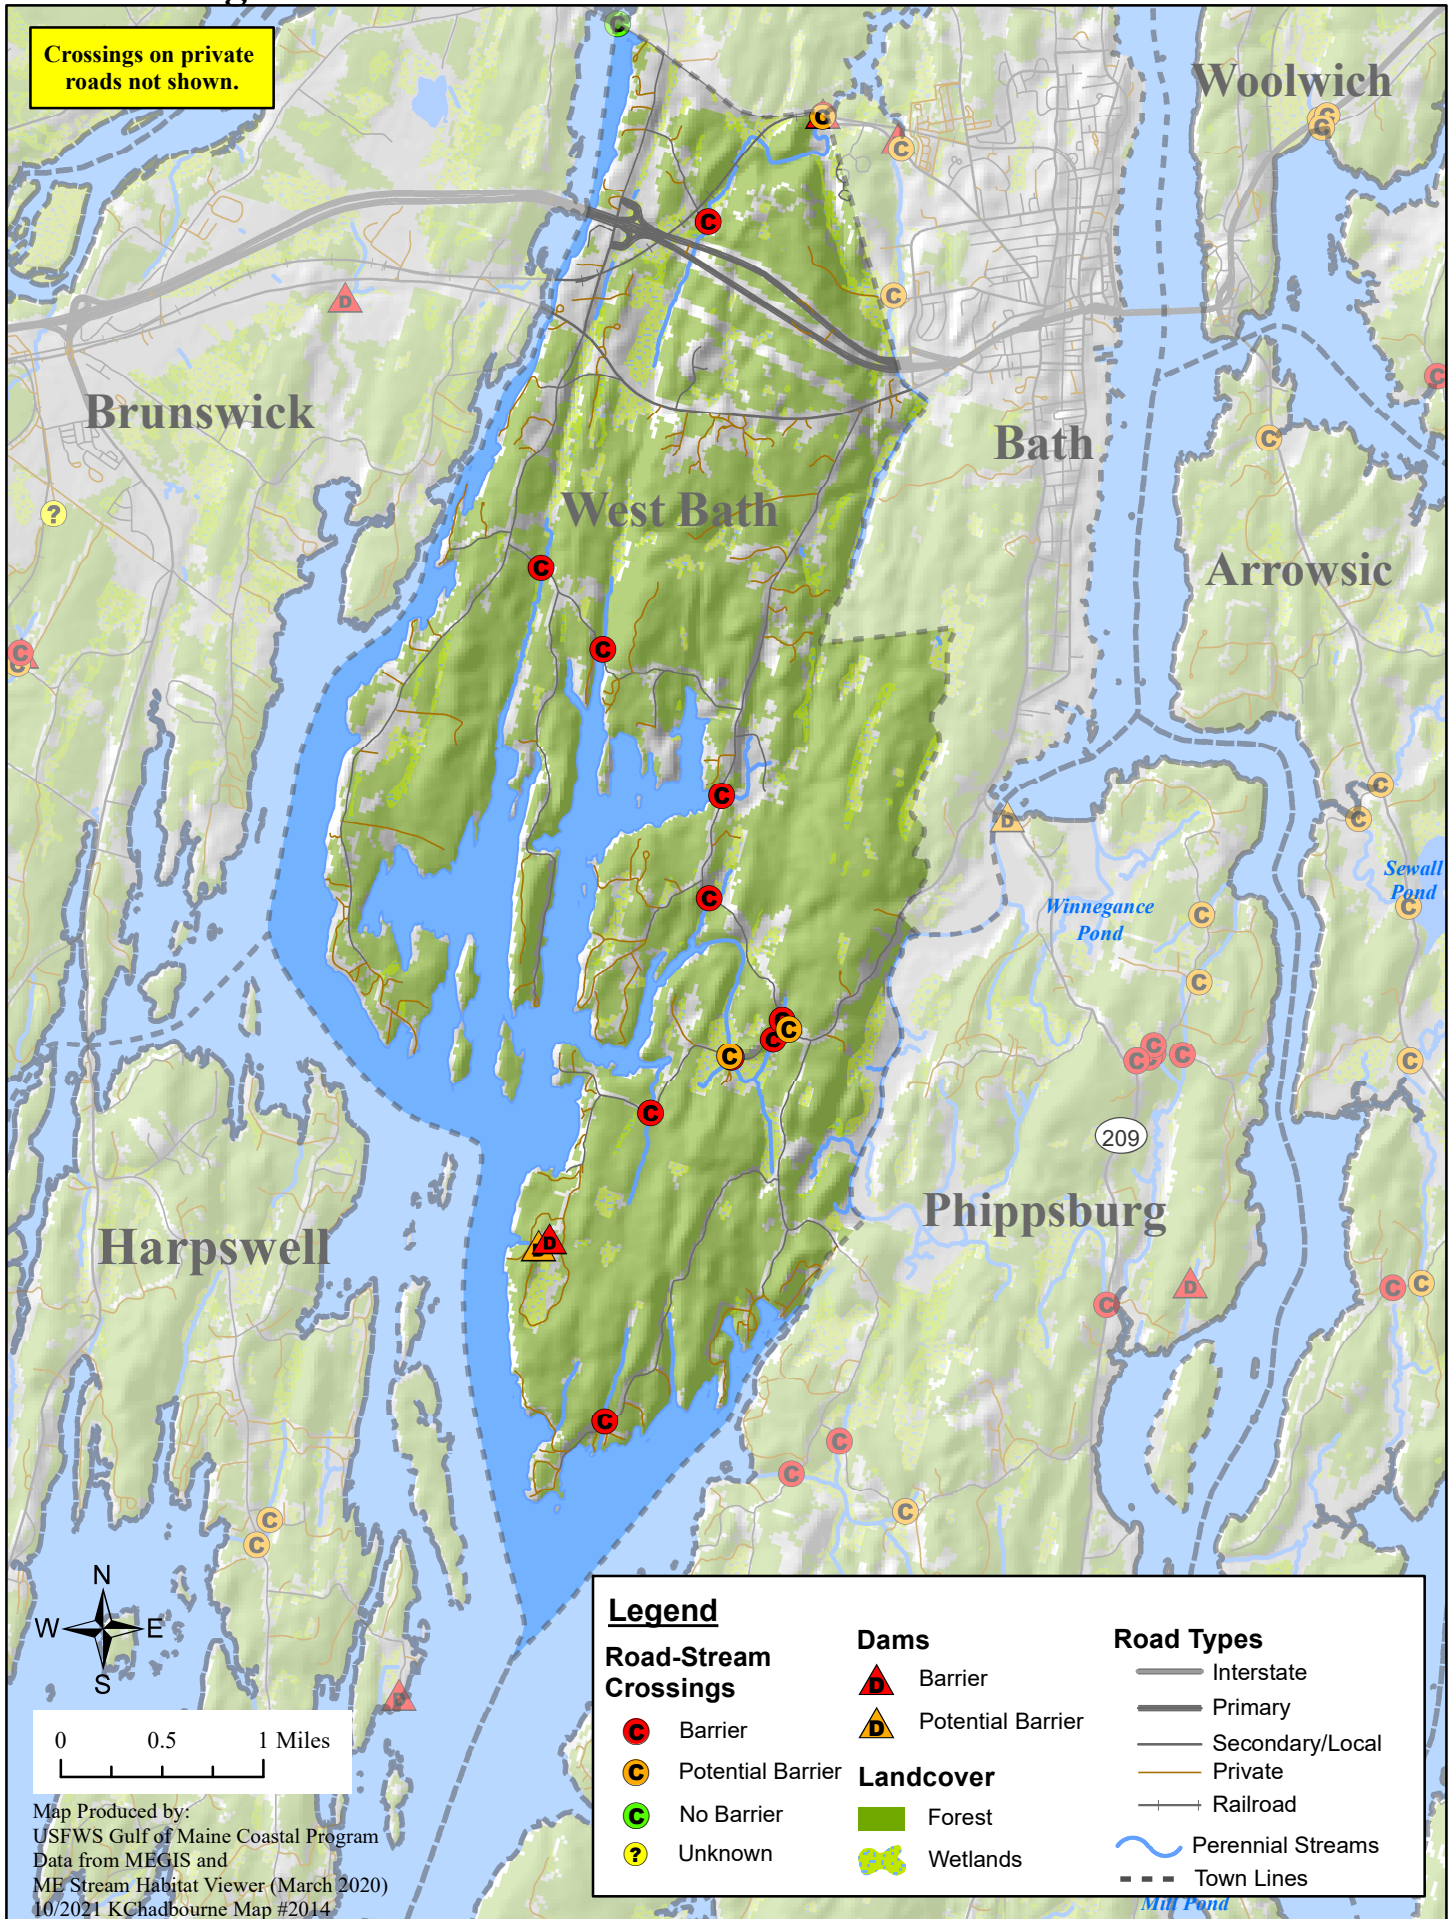 Crossings on private
roads not shown.
Woolwich
Brunswick
Bath
West Bath
Arrowsic
Sewall
Pond
Winnegance
Pond
209
Phippsburg
Harpswell
N
W E
S
0 0.5 1 Miles
Map Produced by:
USFWS Gulf of Maine Coastal Program
Data from MEGIS and
ME Stream Habitat Viewer (March 2020)
10/2021 KChadbourne Map #2014
Legend
Road-Stream
Crossings
C Barrier
C Potential Barrier
C No Barrier
? Unknown
Dams
D Barrier
D Potential Barrier
Landcover
Forest
Wetlands
Road Types
Interstate
Primary
Secondary/Local
Private
Railroad
Perennial Streams
Town Lines
Mill Pond